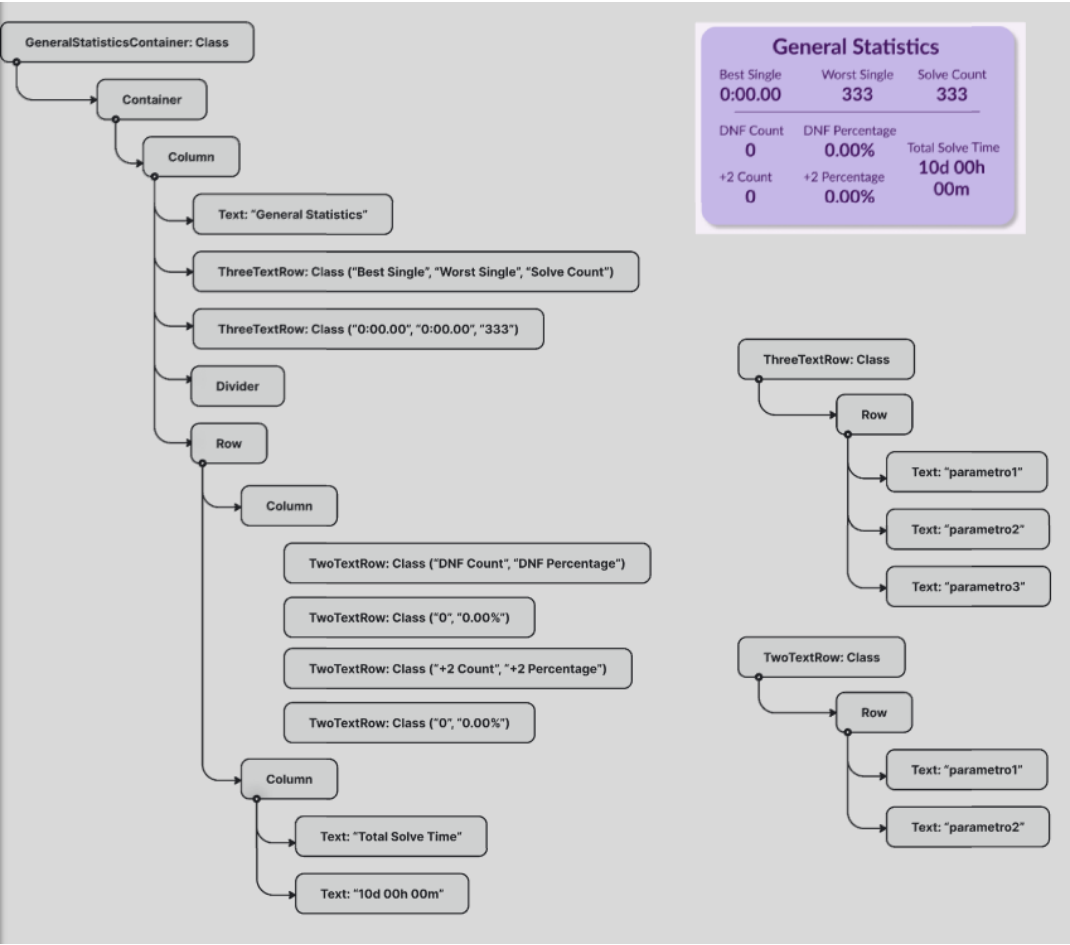 GeneralStatisticsContainer: Class
Container
Column
Text: "General Statistics"
ThreeTextRow: Class ("Best Single", "Worst Single", "Solve Count")
ThreeTextRow: Class ("0:00.00", "0:00.00", "333")
Divider
Row
Column
TwoTextRow: Class ("DNF Count", "DNF Percentage")
TwoTextRow: Class ("0", "0.00%")
TwoTextRow: Class ("+2 Count", "+2 Percentage")
TwoTextRow: Class ("0", "0.00%")
Column
Text: "Total Solve Time"
Text: "10d 00h 00m"
General Statistics
Best Single Worst Single Solve Count
0:00.00 333 333
DNF Count DNF Percentage
0 0.00%
+2 Count +2 Percentage
0 0.00%
Total Solve Time
10d 00h
00m
ThreeTextRow: Class
Row
Text: "parametro1"
Text: "parametro2"
Text: "parametro3"
TwoTextRow: Class
Row
Text: "parametro1"
Text: "parametro2"